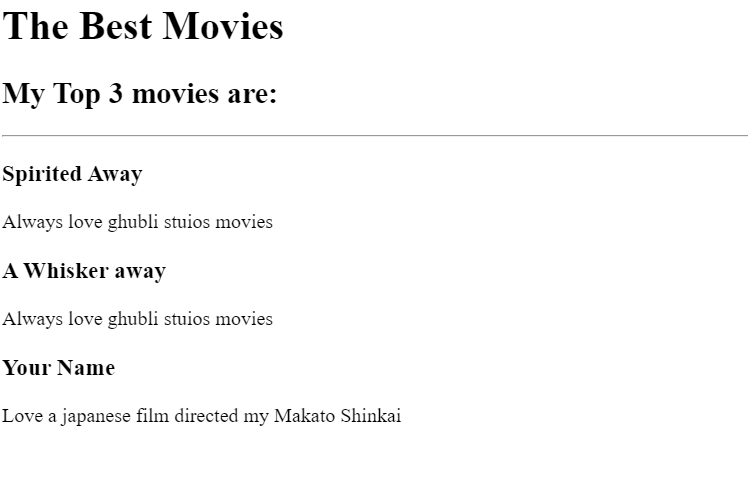 The Best Movies
My Top 3 movies are:
Spirited Away
Always love ghubli stuios movies
A Whisker away
Always love ghubli stuios movies
Your Name
Love a japanese film directed my Makato Shinkai